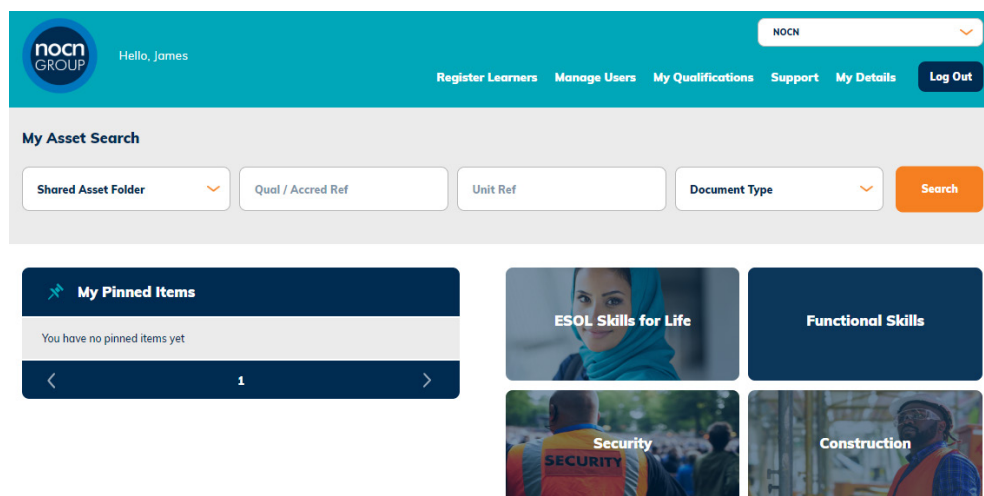 nocn
GROUP
Hello, James
NOCN
Register Learners Manage Users My Qualifications Support My Details Log Out
My Asset Search
Shared Asset Folder Qual / Accred Ref Unit Ref Document Type Search
My Pinned Items
You have no pinned items yet
1
ESOL Skills for Life Functional Skills
Security Construction
SECURITY